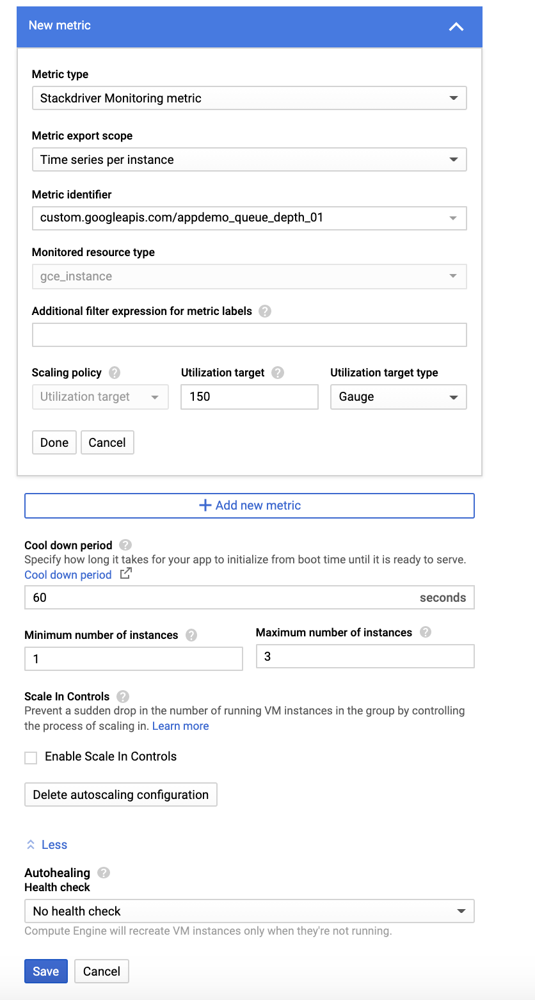 New metric
Metric type
Stackdriver Monitoring metric
Metric export scope
Time series per instance
Metric identifier
custom.googleapis.com/appdemo_queue_depth_01
Monitored resource type
gce_instance
Additional filter expression for metric labels ?
Scaling policy ? Utilization target ? Utilization target type
Utilization target 150 Gauge
Done Cancel
+ Add new metric
Cool down period ?
Specify how long it takes for your app to initialize from boot time until it is ready to serve.
Cool down period
60 seconds
Minimum number of instances ? Maximum number of instances ?
1 3
Scale In Controls ?
Prevent a sudden drop in the number of running VM instances in the group by controlling
the process of scaling in. Learn more
Enable Scale In Controls
Delete autoscaling configuration
Less
Autohealing ?
Health check
No health check
Compute Engine will recreate VM instances only when they're not running.
Save Cancel